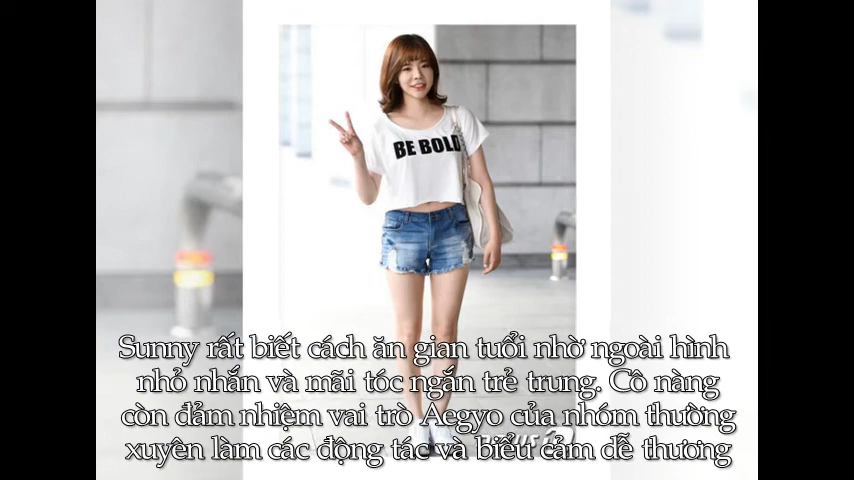 BE BOLD
Sunny rất biết cách ăn gian tuổi nhờ ngoài hình
nhỏ nhắn và mãi tóc ngắn trẻ trung. Cô nàng
còn đảm nhiệm vai trò Aegyo của nhóm thường
xuyên làm các động tác và biểu cảm dễ thương